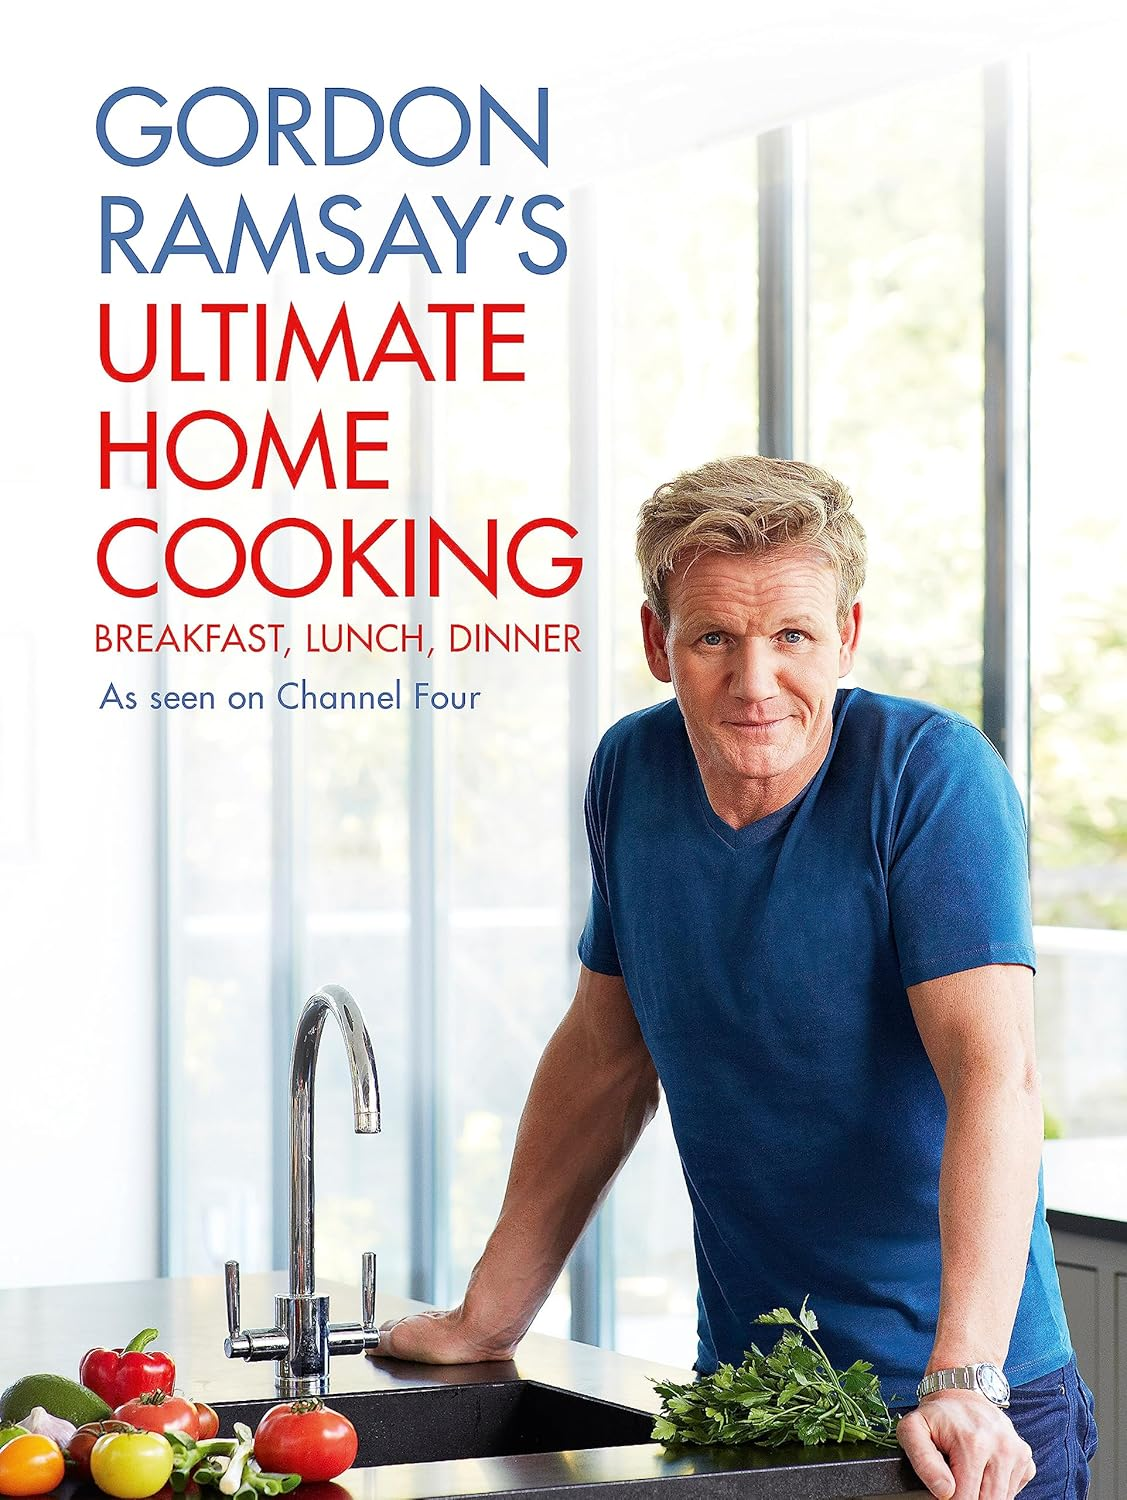 GORDON
RAMSAY'S
ULTIMATE
HOME
COOKING
BREAKFAST, LUNCH, DINNER
As seen on Channel Four